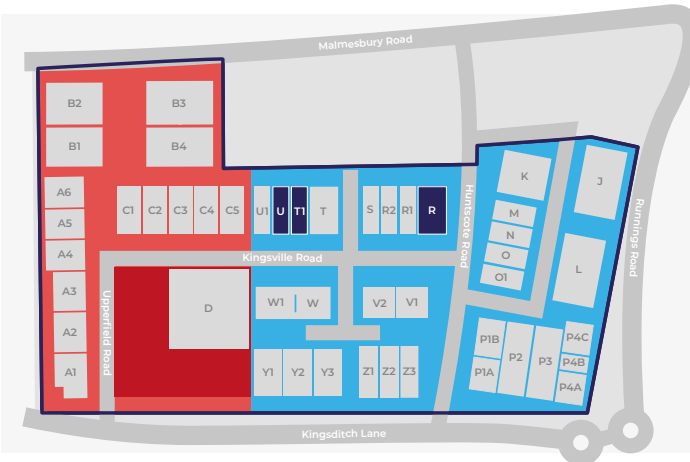 Malmesbury Road
B2
B3
B1
B4
K
J
A6
C1
C2
C3
C4
C5
U1
U
T1
T
S
R2
R1
R
Huntscote Road
M
Runnings Road
A5
N
A4
Kingsville Road
O
L
O1
A3
Upperfield Road
D
W1
W
V2
V1
A2
P1B
P2
P3
P4C
P4B
A1
Y1
Y2
Y3
Z1
Z2
Z3
P1A
P4A
Kingsditch Lane